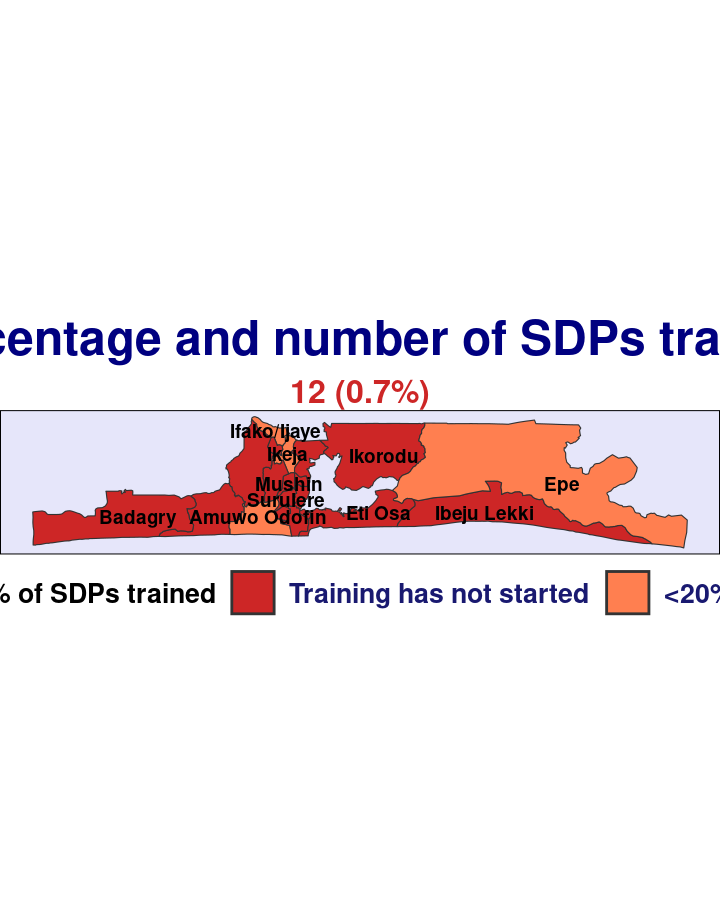 centage and number of SDPs tra
12 (0.7%)
Ifako/Ijaye
Ikeja
Ikorodu
Mushin
Epe
Surulere
Badagry
Amuwo Odofin
Eti Osa
Ibeju Lekki
% of SDPs trained
Training has not started
<20%